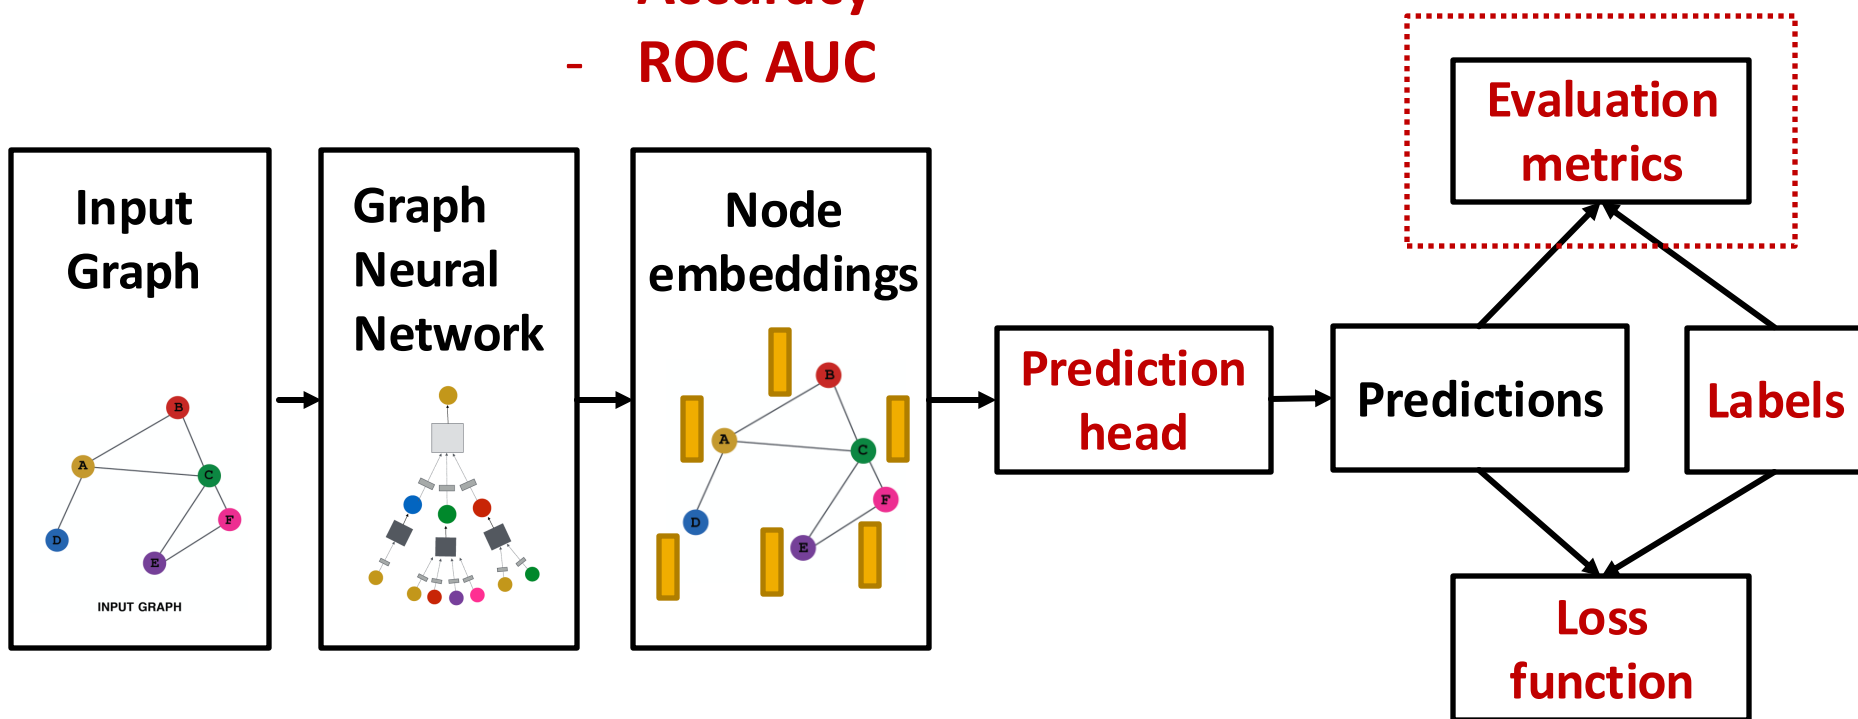 Accuracy
- ROC AUC
Input
Graph
B
A
C
F
D
E
INPUT GRAPH
Graph
Neural
Network
Node
embeddings
B
A
C
F
D
E
Prediction
head
Predictions
Labels
Evaluation
metrics
Loss
function